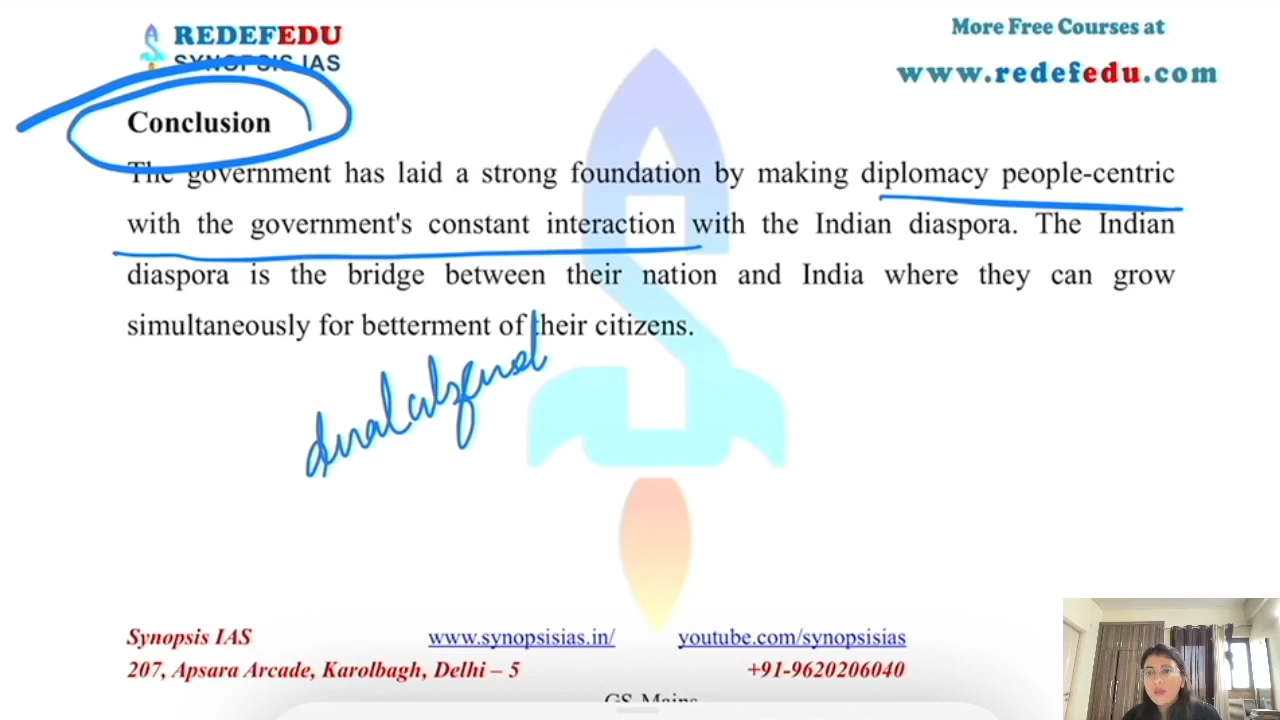 REDEFEDU
SYNOPSIS IAS
More Free Courses at
www.redefedu.com
Conclusion
The government has laid a strong foundation by making diplomacy people-centric
with the government's constant interaction with the Indian diaspora. The Indian
diaspora is the bridge between their nation and India where they can grow
simultaneously for betterment of their citizens.
dual
Synopsis IAS
www.synopsisias.in/
youtube.com/synopsisias
207, Apsara Arcade, Karolbagh, Delhi – 5
+91-9620206040
GS Mains